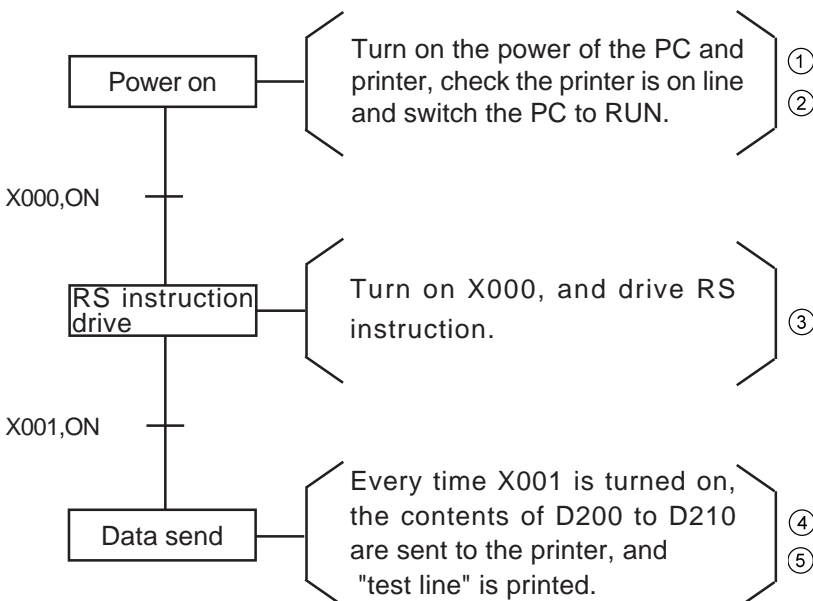 Power on
Turn on the power of the PC and
printer, check the printer is on line
and switch the PC to RUN.
①
②
X000,ON
RS instruction
drive
Turn on X000, and drive RS
instruction.
③
X001,ON
Data send
Every time X001 is turned on,
the contents of D200 to D210
are sent to the printer, and
"test line" is printed.
④
⑤